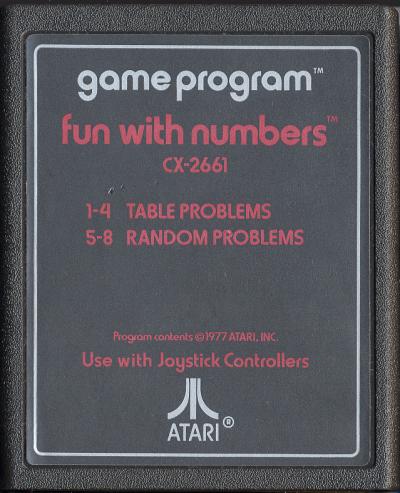 game program™
fun with numbers™
CX-2661
1-4 TABLE PROBLEMS
5-8 RANDOM PROBLEMS
Program contents ©1977 ATARI, INC.
Use with Joystick Controllers
ATARI®